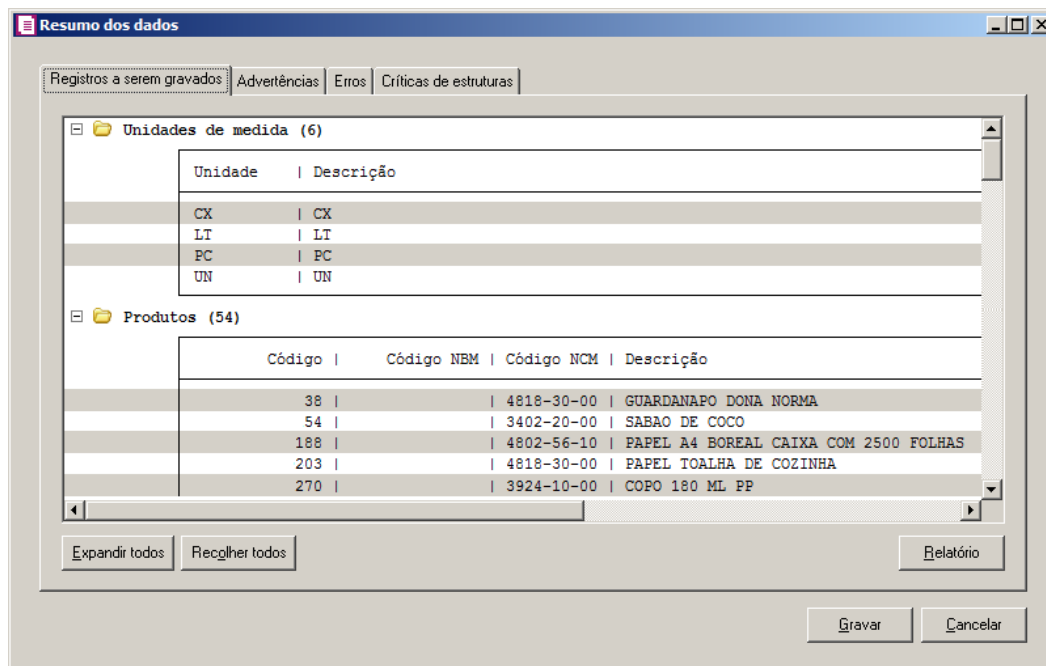 Resumo dos dados
Registros a serem gravados Advertências Erros Críticas de estruturas
Unidades de medida (6)
Unidade | Descrição
CX | CX
LT | LT
PC | PC
UN | UN
Produtos (54)
Código | Código NBM | Código NCM | Descrição
38 | | 4818-30-00 | GUARDANAPO DONA NORMA
54 | | 3402-20-00 | SABAO DE COCO
188 | | 4802-56-10 | PAPEL A4 BOREAL CAIXA COM 2500 FOLHAS
203 | | 4818-30-00 | PAPEL TOALHA DE COZINHA
270 | | 3924-10-00 | COPO 180 ML PP
Expandir todos Recolher todos Relatório
Gravar Cancelar